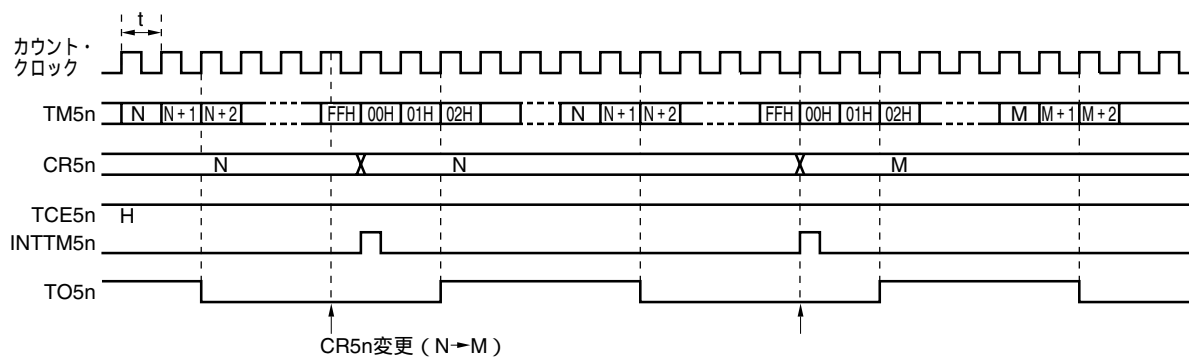 t
カウント・
クロック
TM5n N N+1 N+2 FFH 00H 01H 02H N N+1 N+2 FFH 00H 01H 02H M M+1 M+2
CR5n N N M
TCE5n H
INTTM5n
TO5n
CR5n変更（N→M）